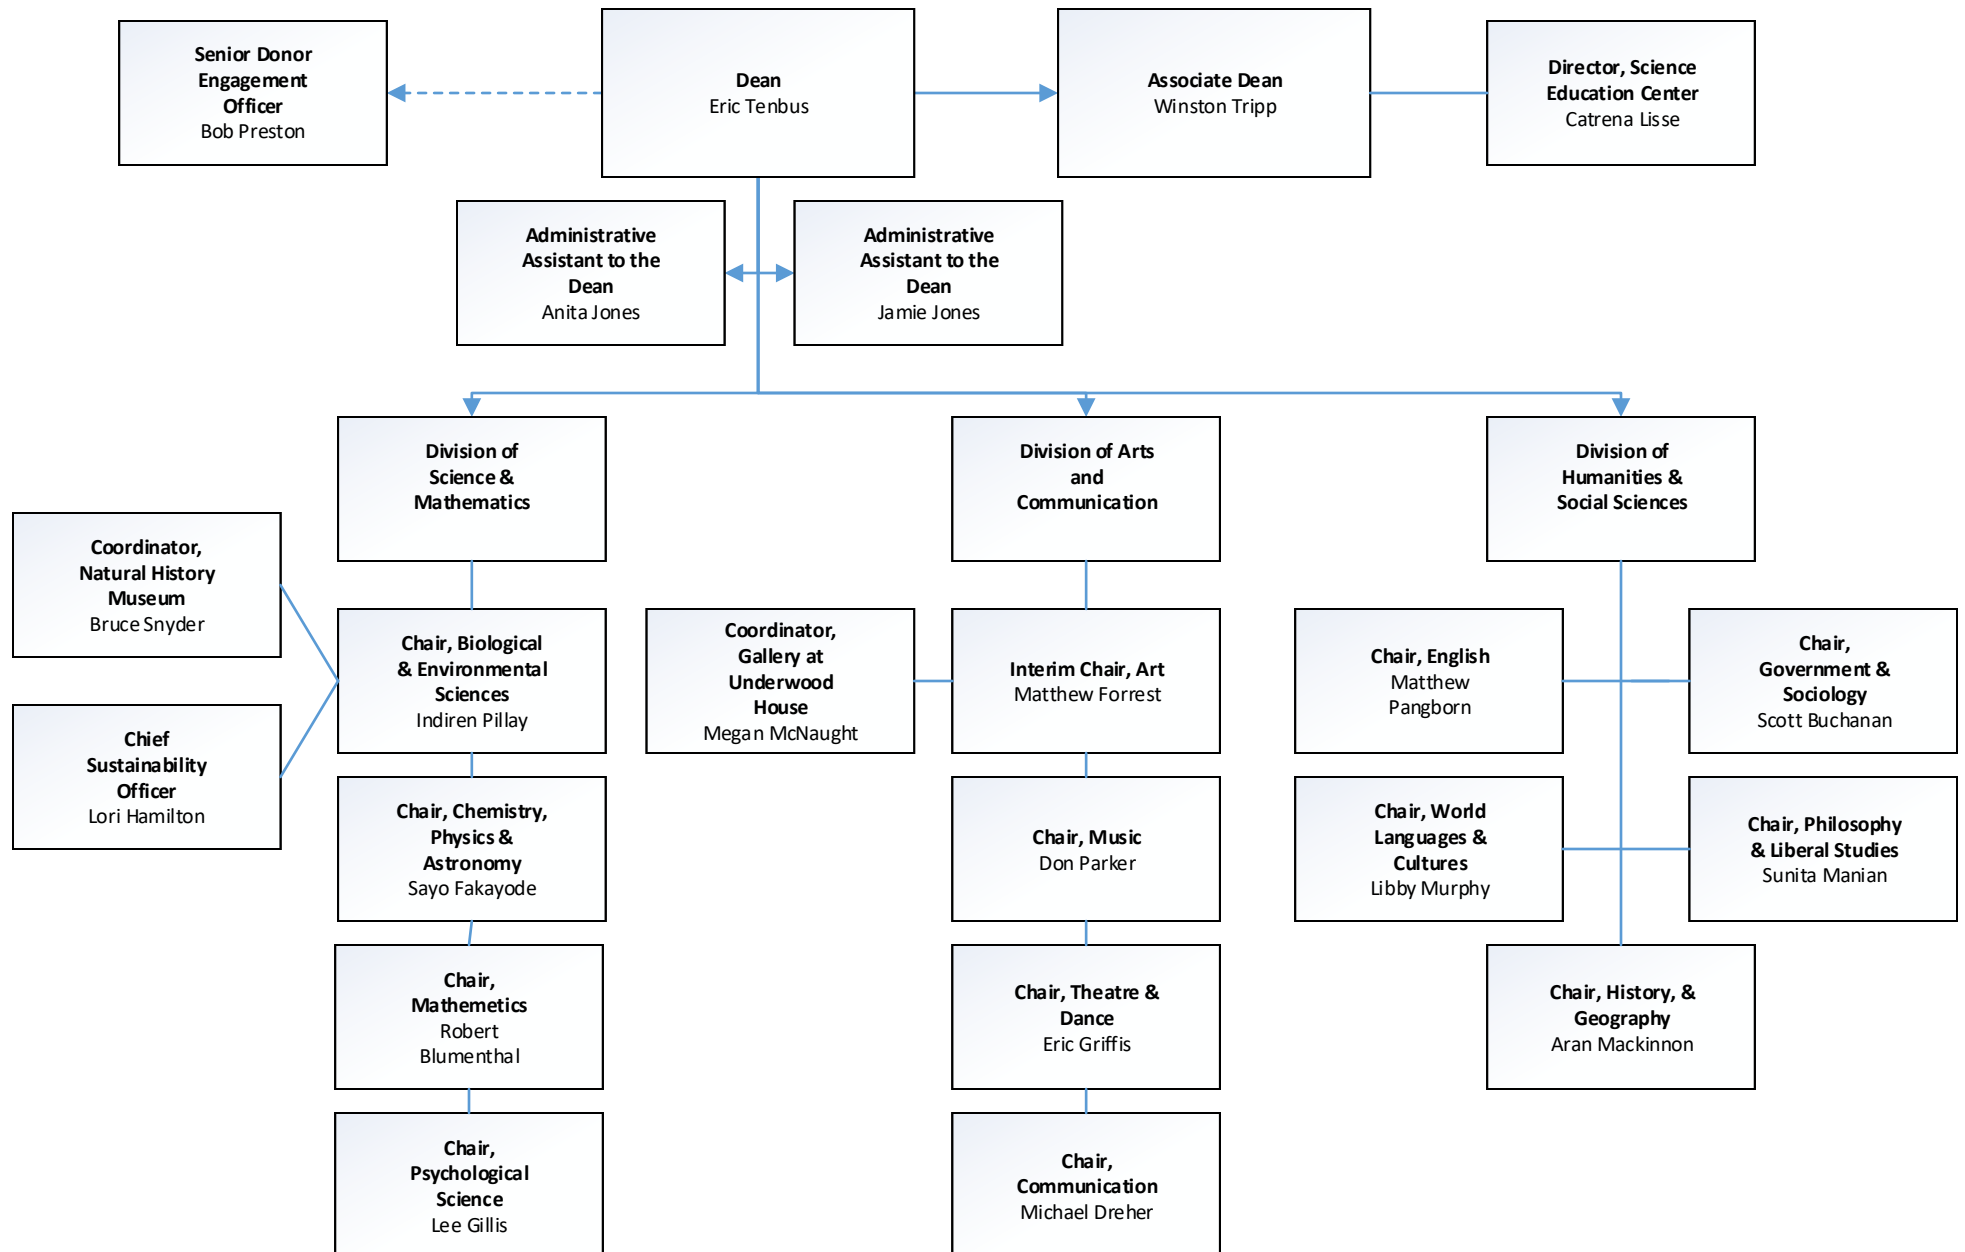 Senior Donor
Engagement
Officer
Bob Preston
Dean
Eric Tenbus
Associate Dean
Winston Tripp
Director, Science
Education Center
Catrena Lisse
Administrative
Assistant to the
Dean
Anita Jones
Administrative
Assistant to the
Dean
Jamie Jones
Division of
Science &
Mathematics
Division of Arts
and
Communication
Division of
Humanities &
Social Sciences
Coordinator,
Natural History
Museum
Bruce Snyder
Chief
Sustainability
Officer
Lori Hamilton
Chair, Biological
& Environmental
Sciences
Indiren Pillay
Chair, Chemistry,
Physics &
Astronomy
Sayo Fakayode
Chair,
Mathemetics
Robert
Blumenthal
Chair,
Psychological
Science
Lee Gillis
Coordinator,
Gallery at
Underwood
House
Megan McNaught
Interim Chair, Art
Matthew Forrest
Chair, Music
Don Parker
Chair, Theatre &
Dance
Eric Griffis
Chair,
Communication
Michael Dreher
Chair, English
Matthew
Pangborn
Chair,
Government &
Sociology
Scott Buchanan
Chair, World
Languages &
Cultures
Libby Murphy
Chair, Philosophy
& Liberal Studies
Sunita Manian
Chair, History, &
Geography
Aran Mackinnon